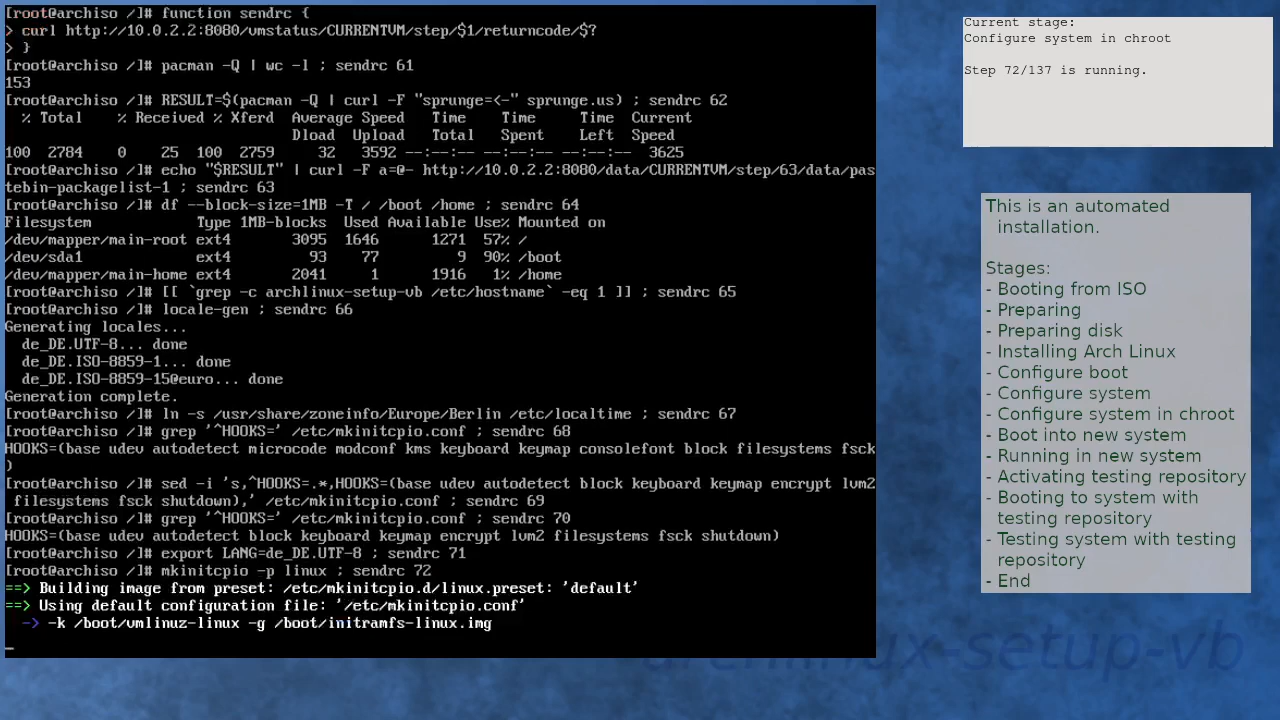 [root@archiso /]# function sendrc {
> curl http://10.0.2.2:8080/vmstatus/CURRENTVM/step/$1/returncode/$?
> }
[root@archiso /]# pacman -Q | wc -l ; sendrc 61
153
[root@archiso /]# RESULT=$(pacman -Q | curl -F "sprunge=<-" sprunge.us) ; sendrc 62
  % Total    % Received % Xferd  Average Speed   Time    Time     Time  Current
                                 Dload  Upload   Total   Spent    Left  Speed
100  2784    0    25  100  2759     32   3592 --:--:-- --:--:-- --:--:--  3625
[root@archiso /]# echo "$RESULT" | curl -F a=@- http://10.0.2.2:8080/data/CURRENTVM/step/63/data/pas
tebin-packagelist-1 ; sendrc 63
[root@archiso /]# df --block-size=1MB -T / /boot /home ; sendrc 64
Filesystem            Type 1MB-blocks  Used Available Use% Mounted on
/dev/mapper/main-root ext4       3095  1646      1271  57% /
/dev/sda1             ext4         93    77         9  90% /boot
/dev/mapper/main-home ext4       2041     1      1916   1% /home
[root@archiso /]# [[ `grep -c archlinux-setup-vb /etc/hostname` -eq 1 ]] ; sendrc 65
[root@archiso /]# locale-gen ; sendrc 66
Generating locales...
  de_DE.UTF-8... done
  de_DE.ISO-8859-1... done
  de_DE.ISO-8859-15@euro... done
Generation complete.
[root@archiso /]# ln -s /usr/share/zoneinfo/Europe/Berlin /etc/localtime ; sendrc 67
[root@archiso /]# grep '^HOOKS=' /etc/mkinitcpio.conf ; sendrc 68
HOOKS=(base udev autodetect microcode modconf kms keyboard keymap consolefont block filesystems fsck
)
[root@archiso /]# sed -i 's,^HOOKS=.*,HOOKS=(base udev autodetect block keyboard keymap encrypt lvm2
 filesystems fsck shutdown),' /etc/mkinitcpio.conf ; sendrc 69
[root@archiso /]# grep '^HOOKS=' /etc/mkinitcpio.conf ; sendrc 70
HOOKS=(base udev autodetect block keyboard keymap encrypt lvm2 filesystems fsck shutdown)
[root@archiso /]# export LANG=de_DE.UTF-8 ; sendrc 71
[root@archiso /]# mkinitcpio -p linux ; sendrc 72
==> Building image from preset: /etc/mkinitcpio.d/linux.preset: 'default'
==> Using default configuration file: '/etc/mkinitcpio.conf'
  -> -k /boot/vmlinuz-linux -g /boot/initramfs-linux.img
Current stage:
Configure system in chroot
Step 72/137 is running.
This is an automated
installation.
Stages:
- Booting from ISO
- Preparing
- Preparing disk
- Installing Arch Linux
- Configure boot
- Configure system
- Configure system in chroot
- Boot into new system
- Running in new system
- Activating testing repository
- Booting to system with
testing repository
- Testing system with testing
repository
- End
archlinux-setup-vb